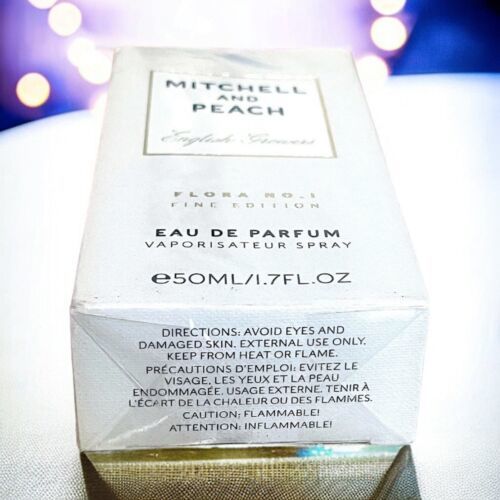 MITCHELL
AND
PEACH
English Growers
FLORA NO.1
FINE EDITION
EAU DE PARFUM
VAPORISATEUR SPRAY
℮50ML/1.7FL.OZ
DIRECTIONS: AVOID EYES AND
DAMAGED SKIN. EXTERNAL USE ONLY.
KEEP FROM HEAT OR FLAME.
PRÉCAUTIONS D'EMPLOI: EVITEZ LE
VISAGE, LES YEUX ET LA PEAU
ENDOMMAGÉE. USAGE EXTERNE. TENIR À
L'ÉCART DE LA CHALEUR OU DES FLAMMES.
CAUTION: FLAMMABLE!
ATTENTION: INFLAMMABLE!